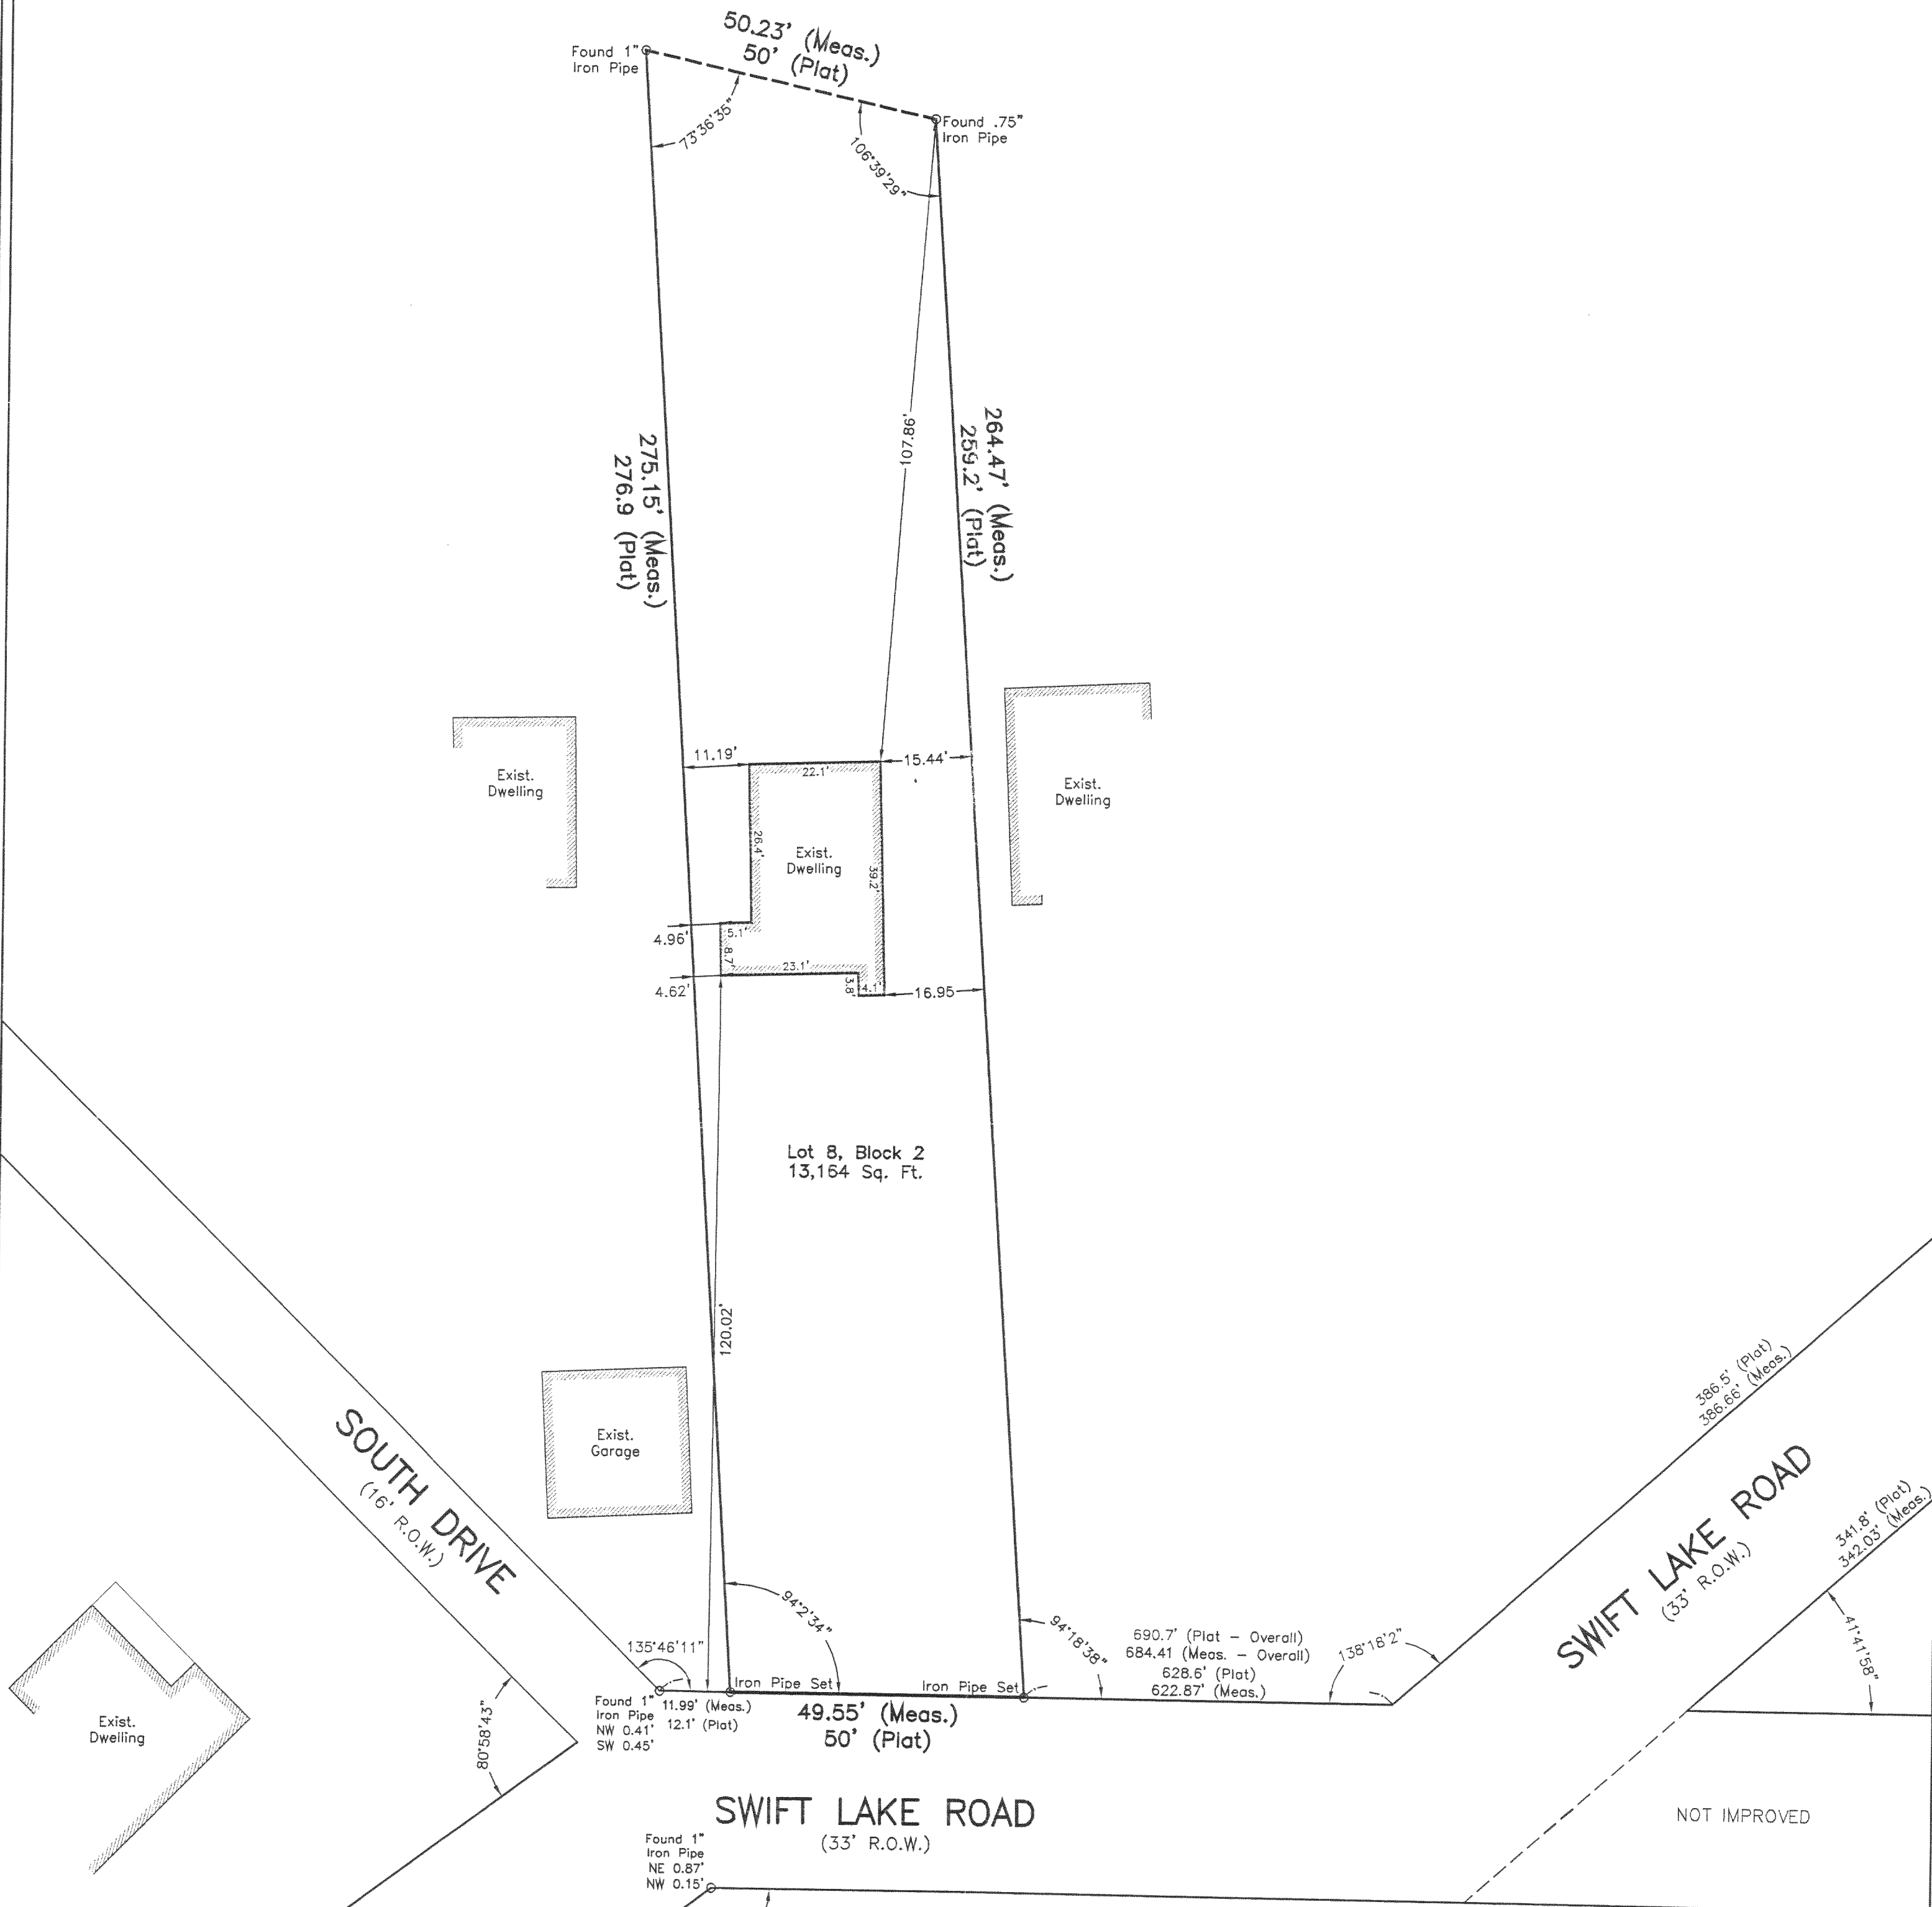 50.23' (Meas.)
50' (Plat)
Found 1"
Iron Pipe
Found .75"
Iron Pipe
73°36'35"
106°39'29"
107.86'
264.47' (Meas.)
259.2' (Plat)
275.15' (Meas.)
276.9 (Plat)
11.19'
22.1'
15.44'
Exist.
Dwelling
Exist.
Dwelling
26.4'
Exist.
Dwelling
39.2'
4.96'
5.1'
8.7'
23.1'
4.62'
3.8'
4.1'
16.95
Lot 8, Block 2
13,164 Sq. Ft.
120.02'
Exist.
Garage
SOUTH DRIVE
(16' R.O.W.)
386.5' (Plat)
386.66' (Meas.)
SWIFT LAKE ROAD
(33' R.O.W.)
341.8' (Plat)
342.03' (Meas.)
41°41'58"
94°2'34"
94°18'38"
135°46'11"
690.7' (Plat - Overall)
684.41 (Meas. - Overall)
628.6' (Plat)
622.87' (Meas.)
138°18'2"
Iron Pipe Set
Iron Pipe Set
Found 1"
Iron Pipe
NW 0.41'
SW 0.45'
11.99' (Meas.)
12.1' (Plat)
49.55' (Meas.)
50' (Plat)
Exist.
Dwelling
80°58'43"
SWIFT LAKE ROAD
(33' R.O.W.)
NOT IMPROVED
Found 1"
Iron Pipe
NE 0.87'
NW 0.15'